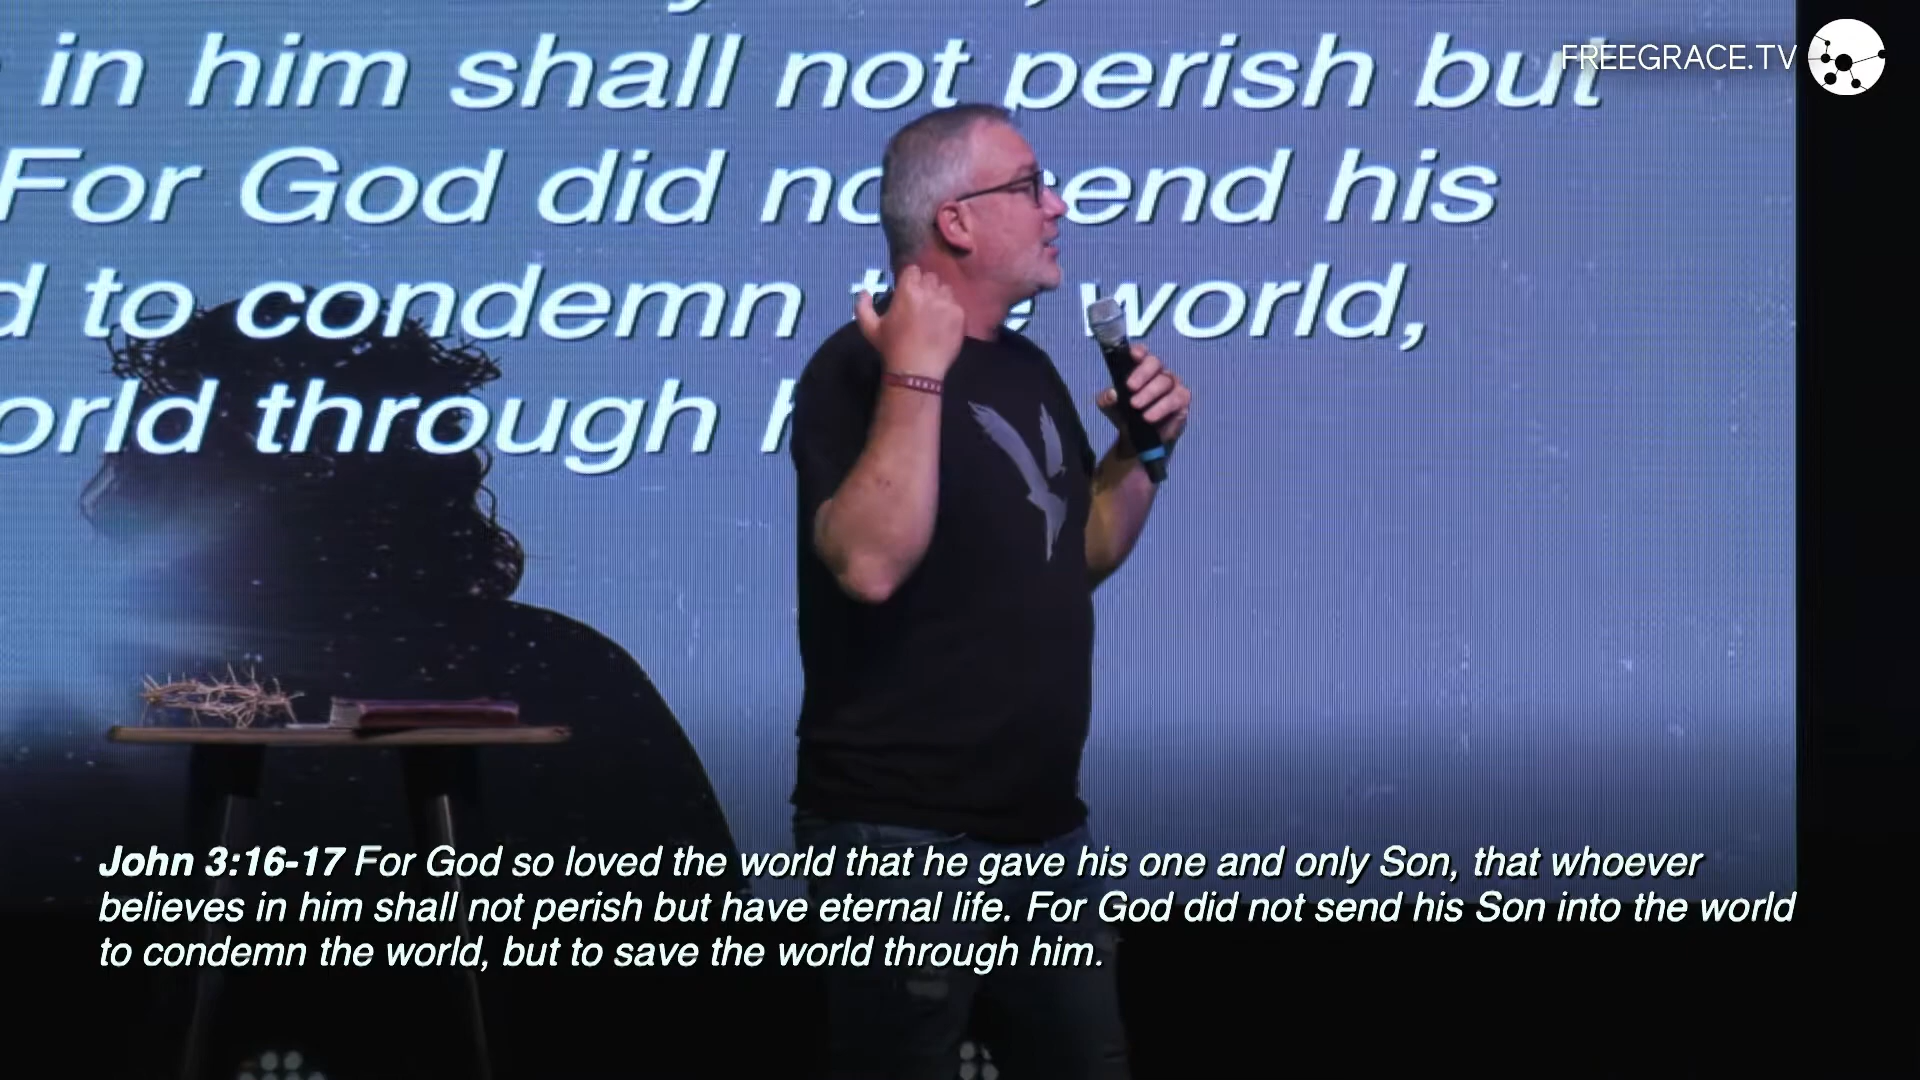 in him shall not perish but
FREEGRACE.TV
For God did no send his
d to condemn the world,
orld through h
John 3:16-17 For God so loved the world that he gave his one and only Son, that whoever
believes in him shall not perish but have eternal life. For God did not send his Son into the world
to condemn the world, but to save the world through him.